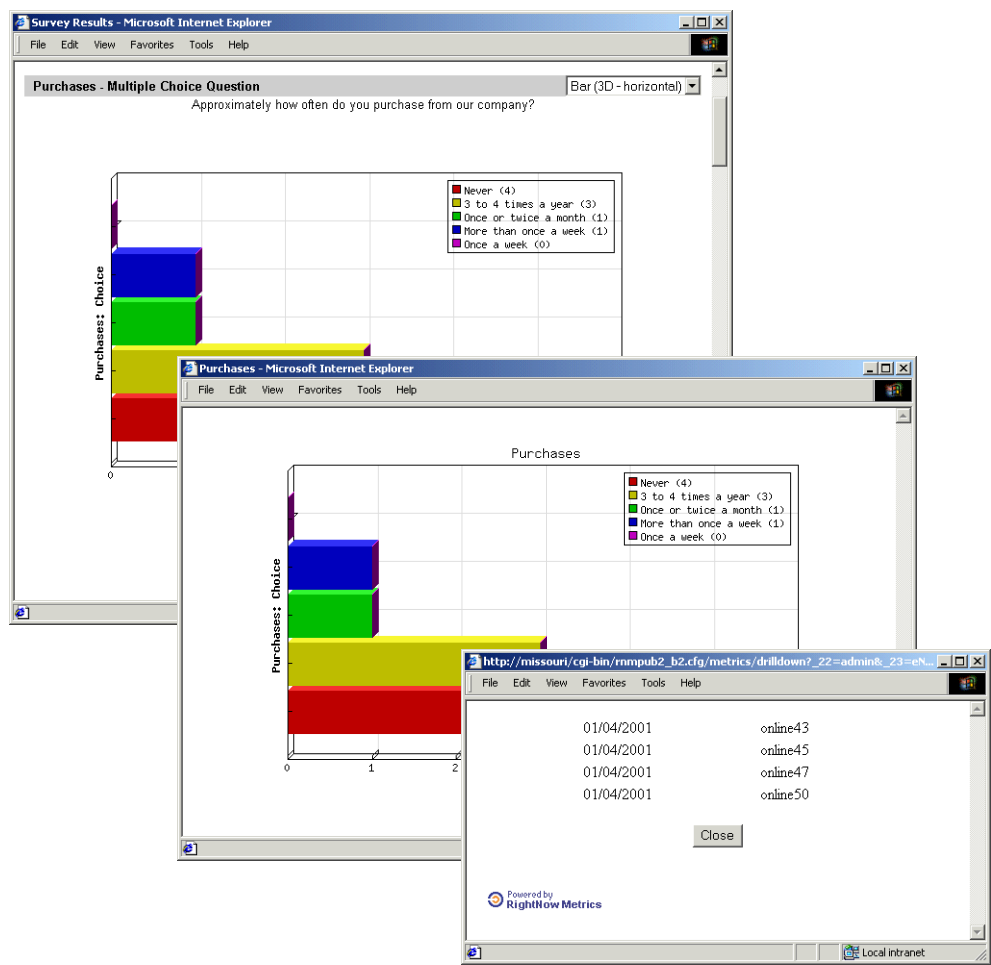 Survey Results - Microsoft Internet Explorer
File Edit View Favorites Tools Help
Purchases - Multiple Choice Question
Bar (3D - horizontal)
Approximately how often do you purchase from our company?
Never (4)
3 to 4 times a year (3)
Once or twice a month (1)
More than once a week (1)
Once a week (0)
Purchases: Choice
0
Purchases - Microsoft Internet Explorer
File Edit View Favorites Tools Help
Purchases
Never (4)
3 to 4 times a year (3)
Once or twice a month (1)
More than once a week (1)
Once a week (0)
Purchases: Choice
0 1 2
http://missouri/cgi-bin/rnmpub2_b2.cfg/metrics/drilldown?_22=admin&_23=eN...
File Edit View Favorites Tools Help
01/04/2001 online43
01/04/2001 online45
01/04/2001 online47
01/04/2001 online50
Close
Powered by
RightNow Metrics
Local intranet